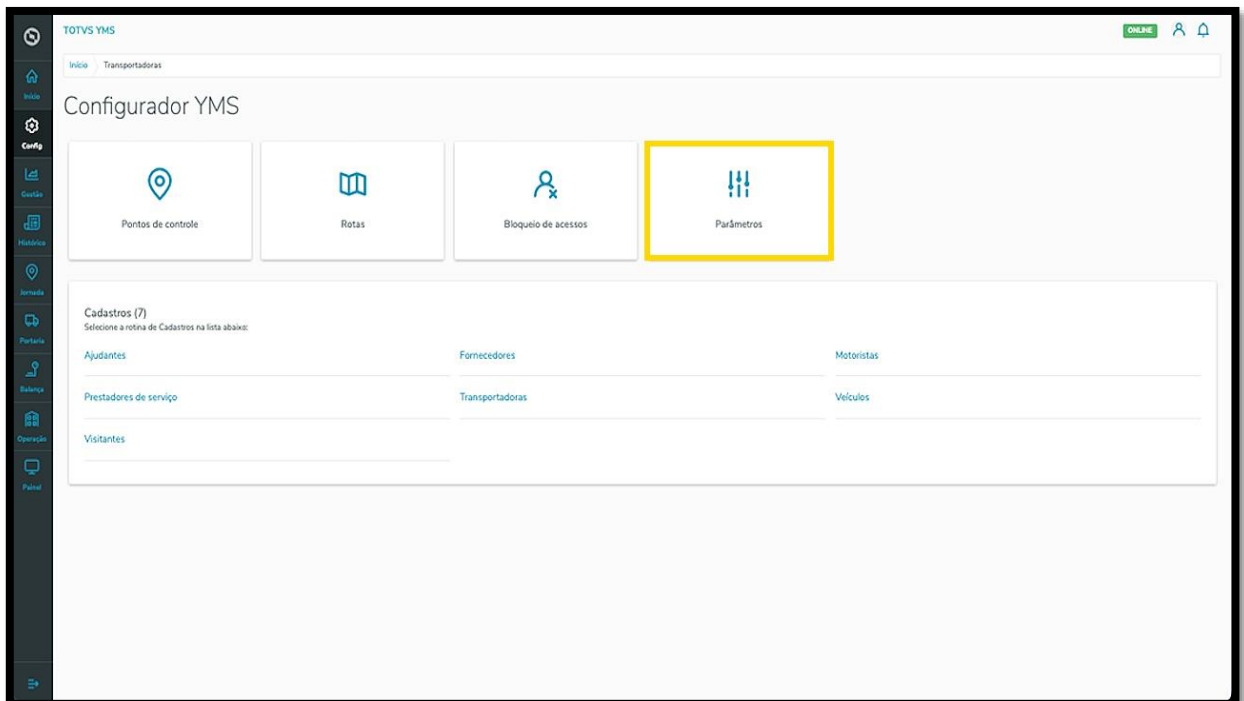 TOTVS YMS
ONLINE
Início
Transportadoras
Configurador YMS
Início
Config
Gestão
Histórico
Jornada
Portaria
Balança
Operação
Painel
Pontos de controle
Rotas
Bloqueio de acessos
Parâmetros
Cadastros (7)
Selecione a rotina de Cadastros na lista abaixo:
Ajudantes
Fornecedores
Motoristas
Prestadores de serviço
Transportadoras
Veículos
Visitantes